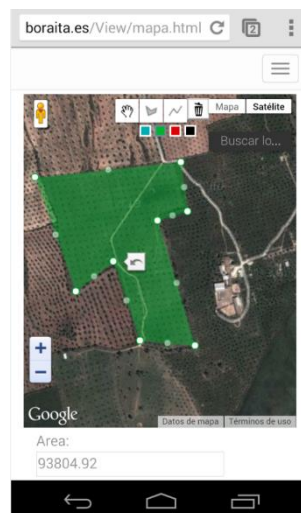 boraita.es/View/mapa.html
2
Mapa Satélite
Buscar lo...
Google
Datos de mapa Términos de uso
Area:
93804.92